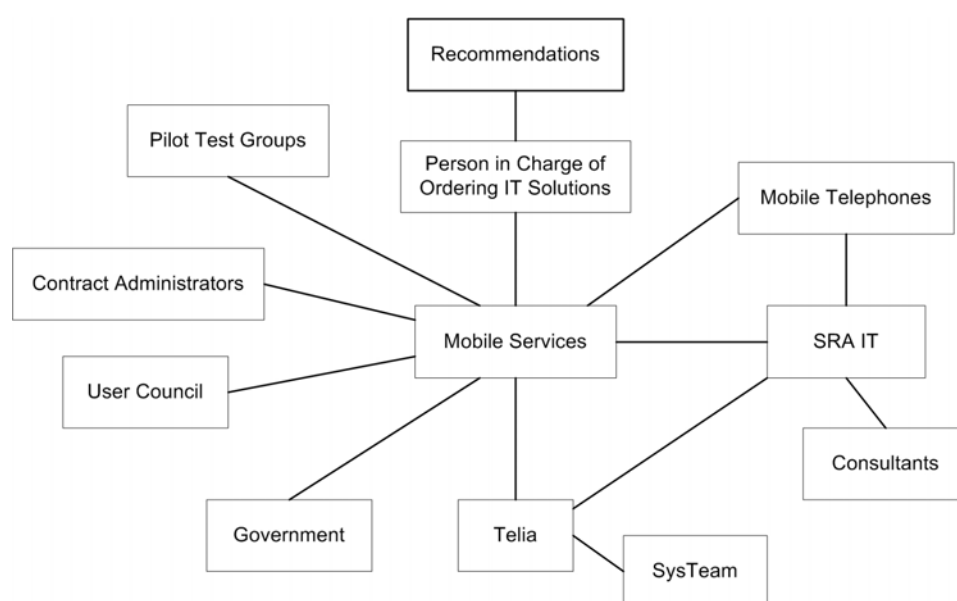 Recommendations
Pilot Test Groups
Person in Charge of
Ordering IT Solutions
Mobile Telephones
Contract Administrators
Mobile Services
SRA IT
User Council
Consultants
Government
Telia
SysTeam